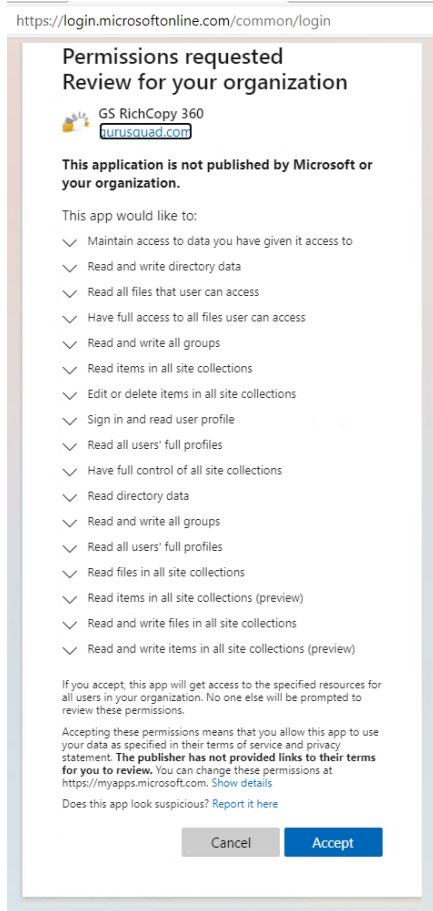 https://login.microsoftonline.com/common/login
Permissions requested
Review for your organization
GS RichCopy 360
gurusquad.com
This application is not published by Microsoft or
your organization.
This app would like to:
Maintain access to data you have given it access to
Read and write directory data
Read all files that user can access
Have full access to all files user can access
Read and write all groups
Read items in all site collections
Edit or delete items in all site collections
Sign in and read user profile
Read all users' full profiles
Have full control of all site collections
Read directory data
Read and write all groups
Read all users' full profiles
Read files in all site collections
Read items in all site collections (preview)
Read and write files in all site collections
Read and write items in all site collections (preview)
If you accept, this app will get access to the specified resources for
all users in your organization. No one else will be prompted to
review these permissions.
Accepting these permissions means that you allow this app to use
your data as specified in their terms of service and privacy
statement. The publisher has not provided links to their terms
for you to review. You can change these permissions at
https://myapps.microsoft.com. Show details
Does this app look suspicious? Report it here
Cancel Accept